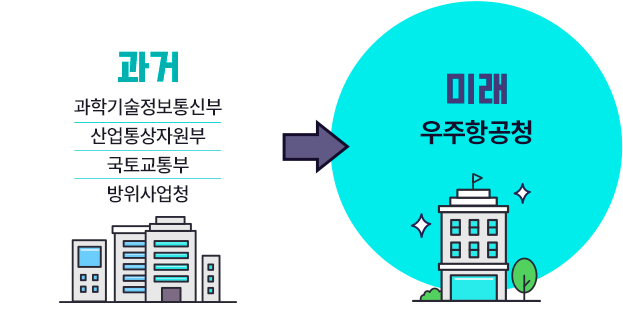 과거
과학기술정보통신부
산업통상자원부
국토교통부
방위사업청
미래
우주항공청